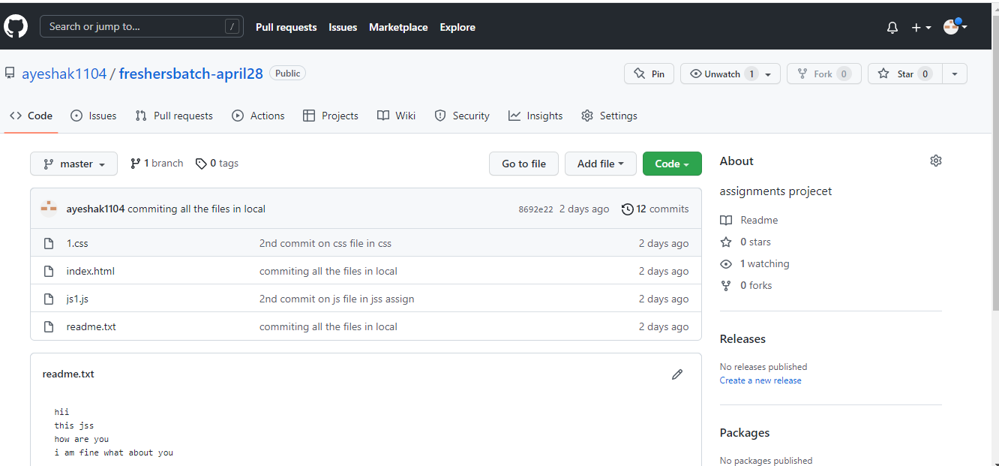 Search or jump to... / Pull requests Issues Marketplace Explore
ayeshak1104 / freshersbatch-april28 Public Pin Unwatch 1 Fork 0 Star 0
Code Issues Pull requests Actions Projects Wiki Security Insights Settings
master 1 branch 0 tags Go to file Add file Code
ayeshak1104 commiting all the files in local 8692e22 2 days ago 12 commits
1.css 2nd commit on css file in css 2 days ago
index.html commiting all the files in local 2 days ago
js1.js 2nd commit on js file in jss assign 2 days ago
readme.txt commiting all the files in local 2 days ago
readme.txt
hii
this jss
how are you
i am fine what about you
About
assignments projecet
Readme
0 stars
1 watching
0 forks
Releases
No releases published
Create a new release
Packages
No packages published